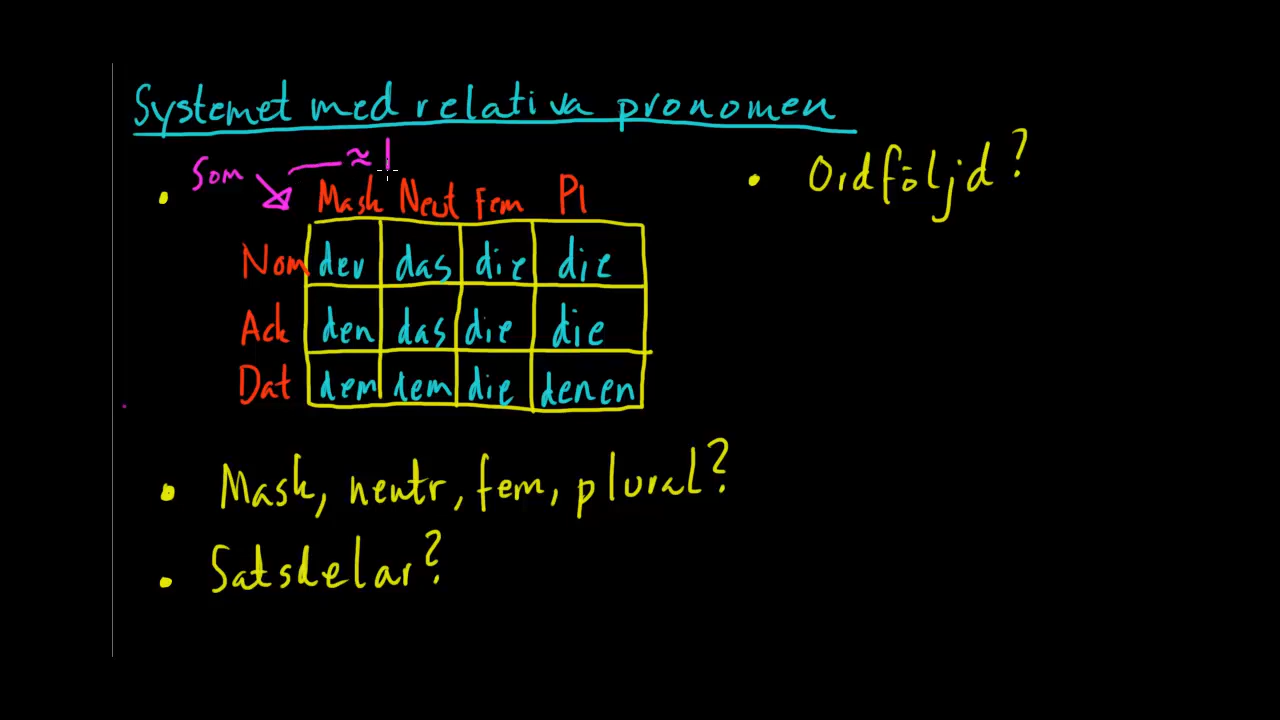 Systemet med relativa pronomen
Som ≈
Mask Neut Fem Pl
Nom der das die die
Ack den das die die
Dat dem dem die denen
• Mask, neutr, fem, plural?
• Satsdelar?
• Ordföljd?